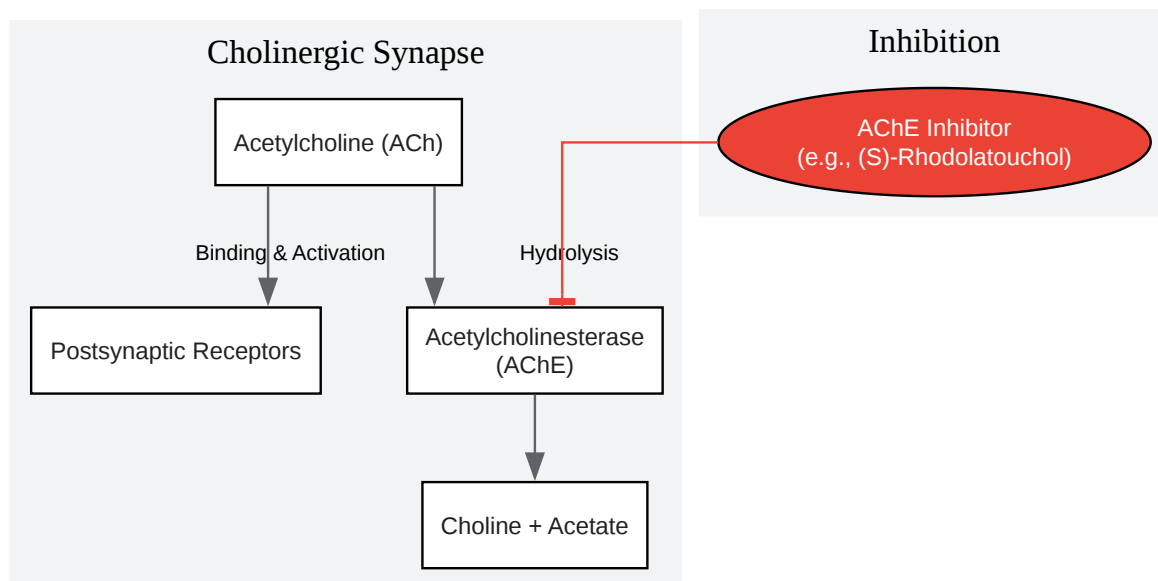 Cholinergic Synapse
Inhibition
Acetylcholine (ACh)
AChE Inhibitor
(e.g., (S)-Rhodolatouchol)
Binding & Activation
Hydrolysis
Postsynaptic Receptors
Acetylcholinesterase
(AChE)
Choline + Acetate